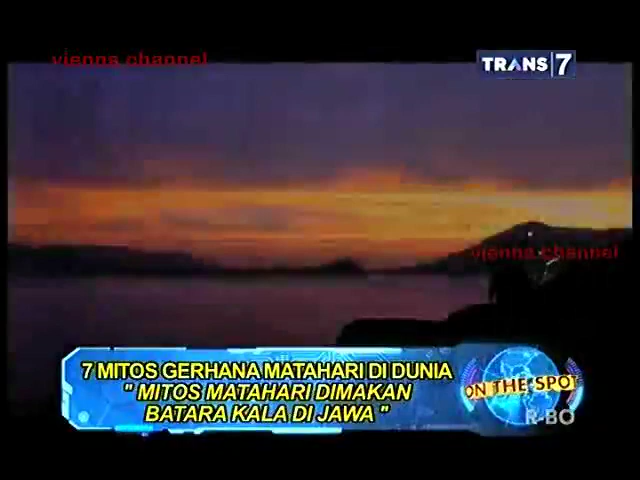 vienna channel
TRANS 7
vienna channel
7 MITOS GERHANA MATAHARI DI DUNIA
" MITOS MATAHARI DIMAKAN
BATARA KALA DI JAWA "
ON THE SPOT
R-BO